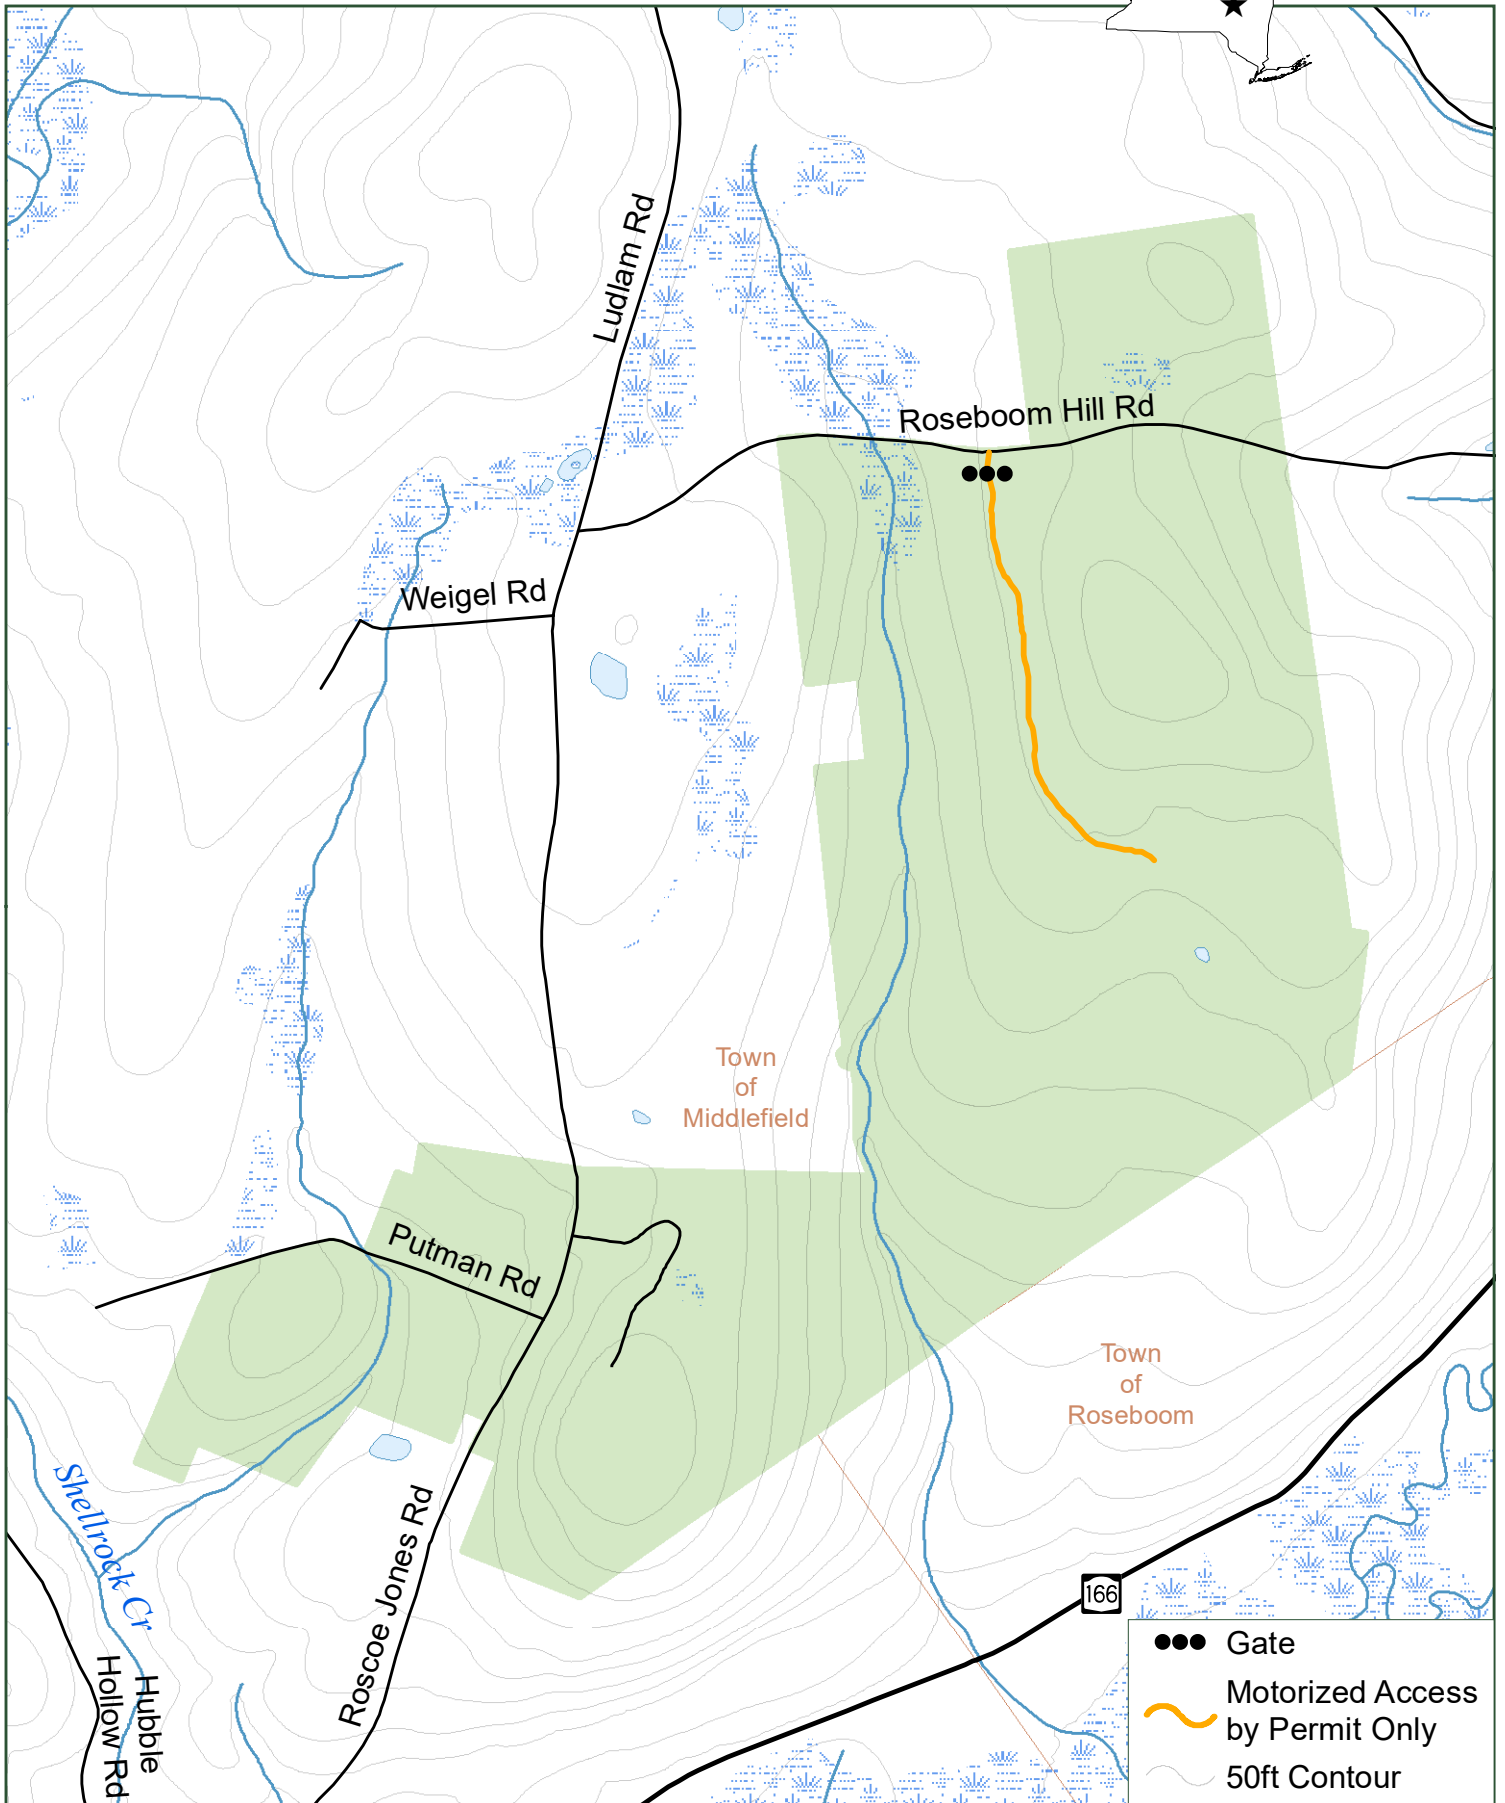 Ludlam Rd
Roseboom Hill Rd
Weigel Rd
Town
of
Middlefield
Putman Rd
Town
of
Roseboom
Shellrock Cr
Roscoe Jones Rd
Hubble
Hollow Rd
166
Gate
Motorized Access
by Permit Only
50ft Contour